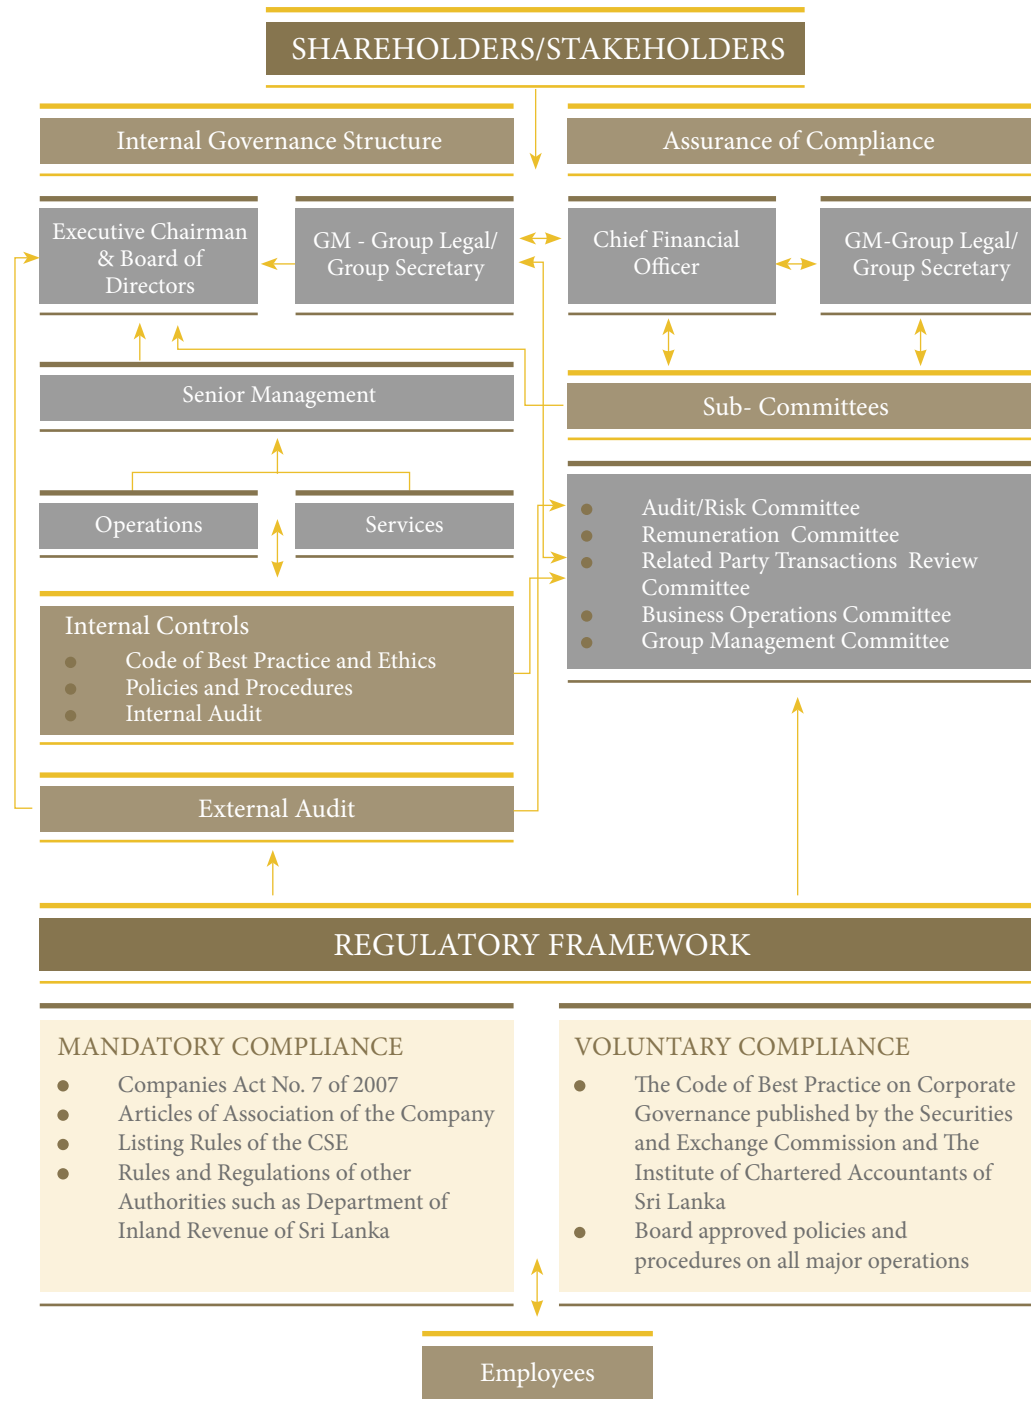 SHAREHOLDERS/STAKEHOLDERS
Internal Governance Structure
Assurance of Compliance
Executive Chairman
& Board of
Directors
GM - Group Legal/
Group Secretary
Chief Financial
Officer
GM-Group Legal/
Group Secretary
Senior Management
Sub- Committees
Operations
Services
Audit/Risk Committee
Remuneration Committee
Related Party Transactions Review
Committee
Business Operations Committee
Group Management Committee
Internal Controls
Code of Best Practice and Ethics
Policies and Procedures
Internal Audit
External Audit
REGULATORY FRAMEWORK
MANDATORY COMPLIANCE
Companies Act No. 7 of 2007
Articles of Association of the Company
Listing Rules of the CSE
Rules and Regulations of other
Authorities such as Department of
Inland Revenue of Sri Lanka
VOLUNTARY COMPLIANCE
The Code of Best Practice on Corporate
Governance published by the Securities
and Exchange Commission and The
Institute of Chartered Accountants of
Sri Lanka
Board approved policies and
procedures on all major operations
Employees